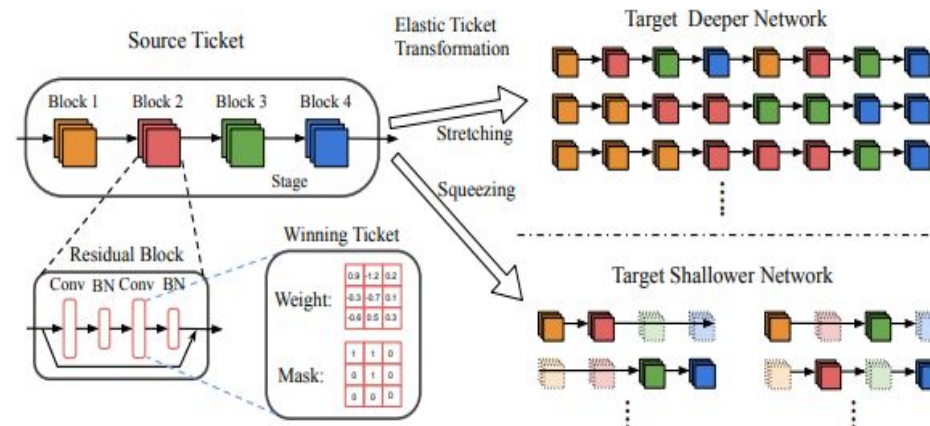 Source Ticket
Elastic Ticket
Transformation
Target Deeper Network
Block 1 Block 2 Block 3 Block 4
Stage
Stretching
Squeezing
Residual Block
Conv BN Conv BN
Winning Ticket
Weight:
0.9 -1.2 0.2
-0.3 -0.7 0.1
-0.6 0.5 0.3
Mask:
1 1 0
0 1 0
0 0 0
Target Shallower Network